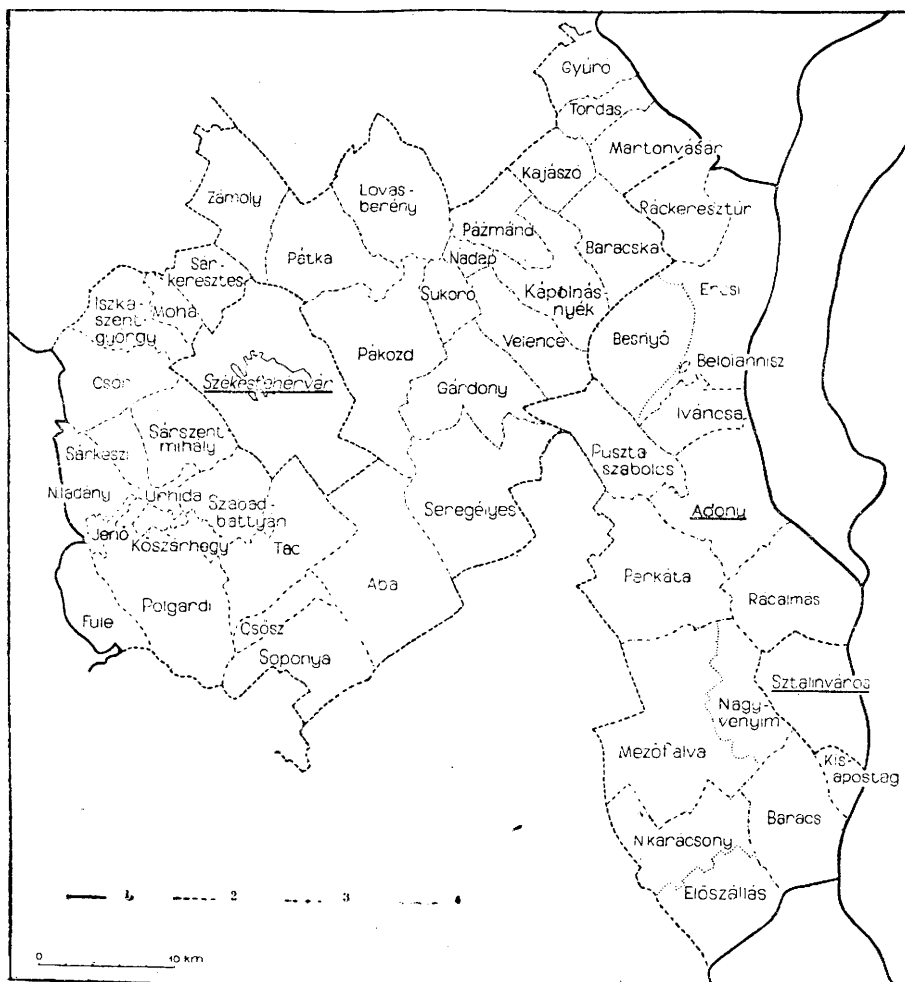 Gyúró
Tordas
Martonvásár
Kajászó
Ráckeresztúr
Lovas-
berény
Zámoly
Pázmánd
Baracska
Pátka
Nadap
Sár-
keresztes
Sukoró
Kápolnás-
nyék
Ercsi
Iszka-
szent
györgy
Moha
Velence
Besnyő
Pákozd
Beloiannisz
Csór
Székesfehérvár
Gárdony
Iváncsa
Sárszent
mihály
Sárkeszi
Puszta
szabolcs
N.ladány
Úrhida
Szabad-
battyán
Seregélyes
Adony
Jenő
Kőszárhegy
Tác
Aba
Perkáta
Rácalmás
Füle
Polgárdi
Csősz
Soponya
Sztalinváros
Nagy-
venyim
Mezőfalva
Kis-
apostag
Baracs
N.karácsony
Előszállás
1 2 3 4
0 10 km